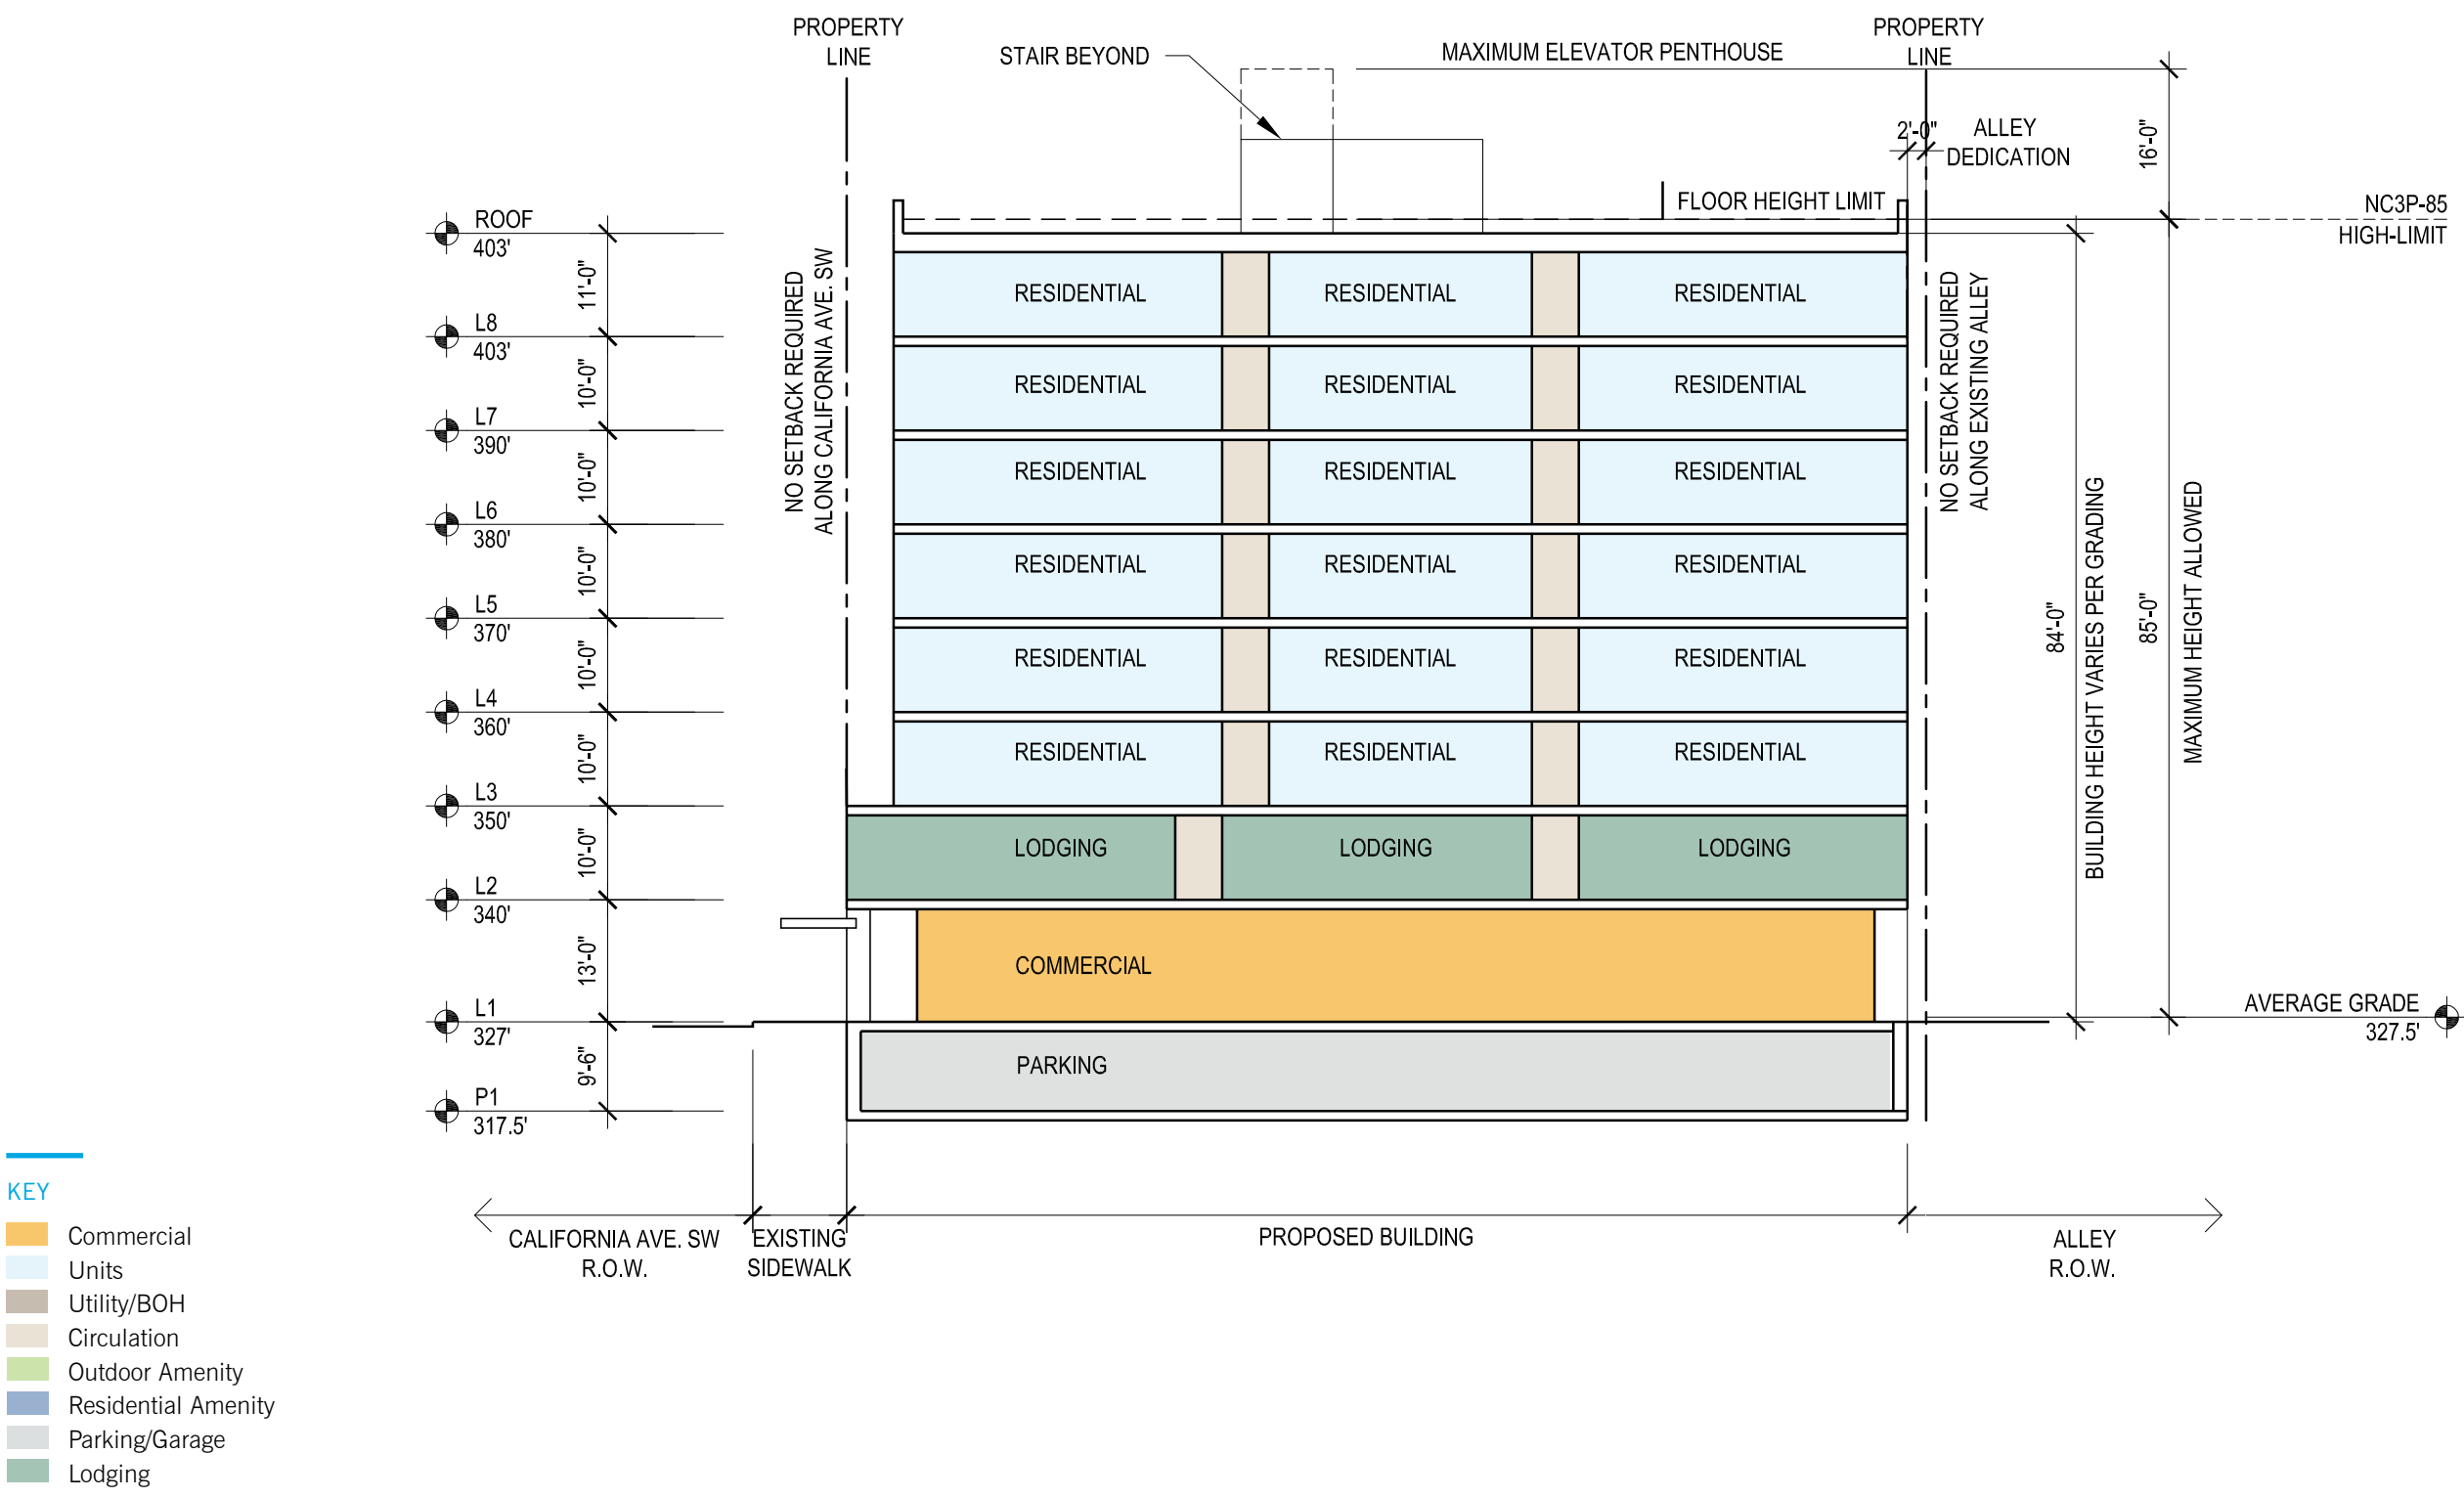 PROPERTY
LINE
STAIR BEYOND
MAXIMUM ELEVATOR PENTHOUSE
PROPERTY
LINE
2'-0"
ALLEY
DEDICATION
16'-0"
FLOOR HEIGHT LIMIT
NC3P-85
HIGH-LIMIT
ROOF
403'
11'-0"
L8
403'
10'-0"
L7
390'
10'-0"
L6
380'
10'-0"
L5
370'
10'-0"
L4
360'
10'-0"
L3
350'
10'-0"
L2
340'
13'-0"
L1
327'
9'-6"
P1
317.5'
NO SETBACK REQUIRED
ALONG CALIFORNIA AVE. SW
RESIDENTIAL RESIDENTIAL RESIDENTIAL
RESIDENTIAL RESIDENTIAL RESIDENTIAL
RESIDENTIAL RESIDENTIAL RESIDENTIAL
RESIDENTIAL RESIDENTIAL RESIDENTIAL
RESIDENTIAL RESIDENTIAL RESIDENTIAL
RESIDENTIAL RESIDENTIAL RESIDENTIAL
LODGING LODGING LODGING
COMMERCIAL
PARKING
NO SETBACK REQUIRED
ALONG EXISTING ALLEY
84'-0"
BUILDING HEIGHT VARIES PER GRADING
85'-0"
MAXIMUM HEIGHT ALLOWED
AVERAGE GRADE
327.5'
CALIFORNIA AVE. SW
R.O.W.
EXISTING
SIDEWALK
PROPOSED BUILDING
ALLEY
R.O.W.
KEY
Commercial
Units
Utility/BOH
Circulation
Outdoor Amenity
Residential Amenity
Parking/Garage
Lodging